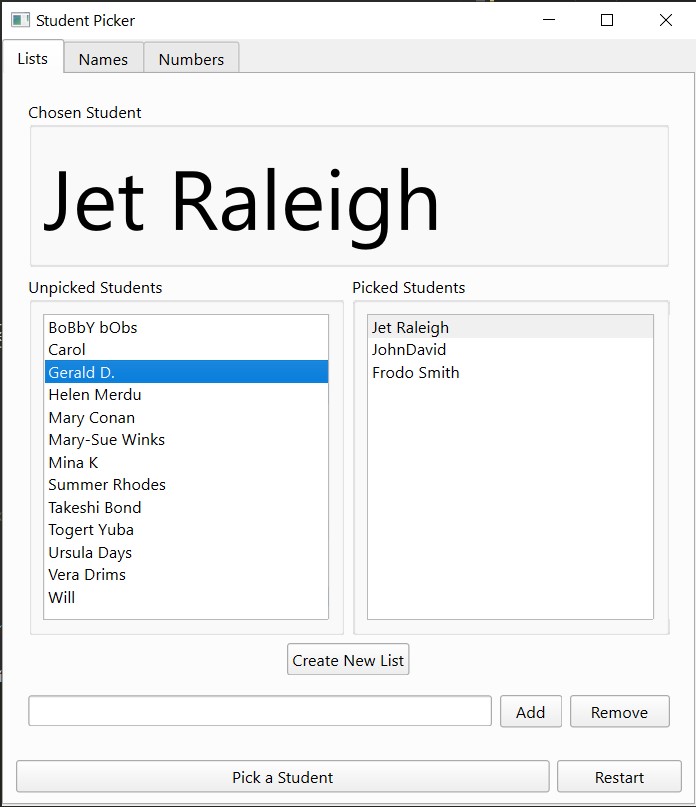 Student Picker
Lists Names Numbers
Chosen Student
Jet Raleigh
Unpicked Students
BoBbY bObs
Carol
Gerald D.
Helen Merdu
Mary Conan
Mary-Sue Winks
Mina K
Summer Rhodes
Takeshi Bond
Togert Yuba
Ursula Days
Vera Drims
Will
Picked Students
Jet Raleigh
JohnDavid
Frodo Smith
Create New List
Add Remove
Pick a Student Restart